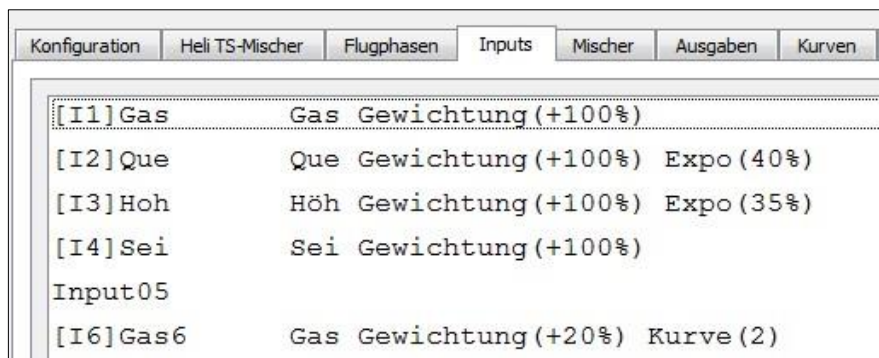 Konfiguration Heli TS-Mischer Flugphasen Inputs Mischer Ausgaben Kurven
[I1]Gas Gas Gewichtung(+100%)
[I2]Que Que Gewichtung(+100%) Expo(40%)
[I3]Hoh Höh Gewichtung(+100%) Expo(35%)
[I4]Sei Sei Gewichtung(+100%)
Input05
[I6]Gas6 Gas Gewichtung(+20%) Kurve(2)